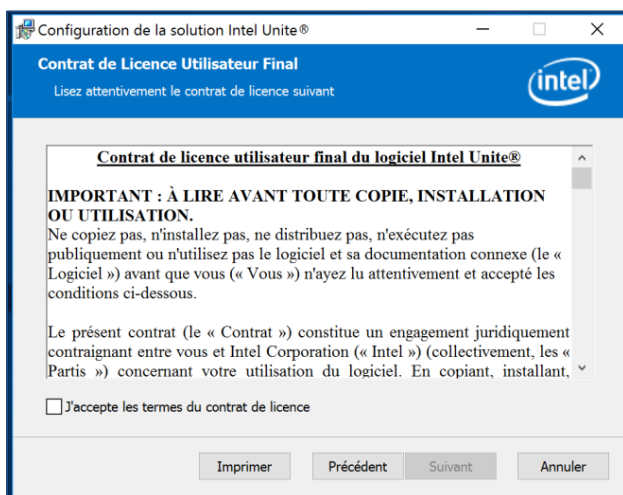 Configuration de la solution Intel Unite®
Contrat de Licence Utilisateur Final
Lisez attentivement le contrat de licence suivant
intel
Contrat de licence utilisateur final du logiciel Intel Unite®
IMPORTANT : À LIRE AVANT TOUTE COPIE, INSTALLATION
OU UTILISATION.
Ne copiez pas, n'installez pas, ne distribuez pas, n'exécutez pas
publiquement ou n'utilisez pas le logiciel et sa documentation connexe (le «
Logiciel ») avant que vous (« Vous ») n'ayez lu attentivement et accepté les
conditions ci-dessous.
Le présent contrat (le « Contrat ») constitue un engagement juridiquement
contraignant entre vous et Intel Corporation (« Intel ») (collectivement, les «
Partis ») concernant votre utilisation du logiciel. En copiant, installant,
J'accepte les termes du contrat de licence
Imprimer Précédent Suivant Annuler